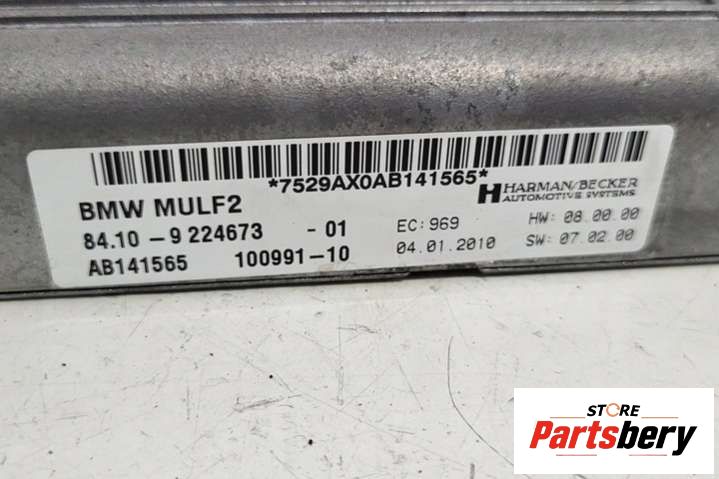 *7529AX0AB141565*
HARMAN/BECKER
AUTOMOTIVE SYSTEMS
BMW MULF2
84.10 - 9 224673 - 01
EC: 969
HW: 08.00.00
AB141565
100991-10
04.01.2010
SW: 07.02.00
STORE
Partsbery